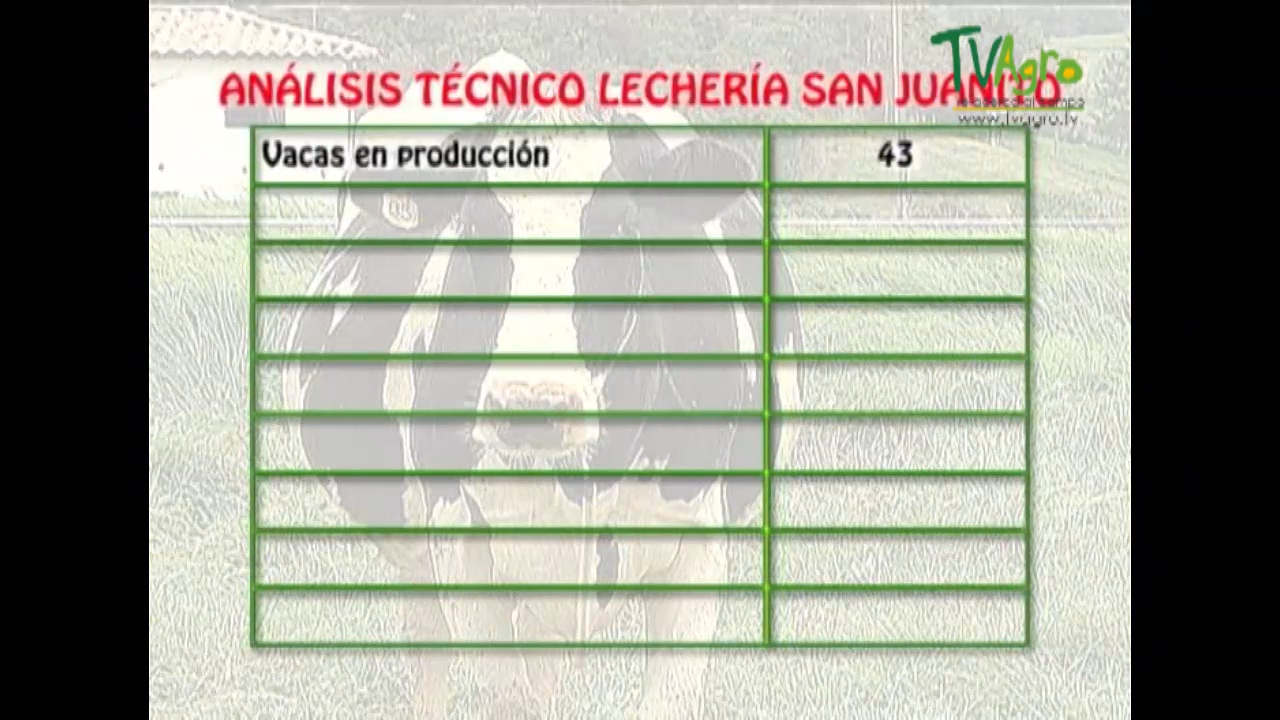 TVAgro
ANÁLISIS TÉCNICO LECHERÍA SAN JUANITO
www.tvagro.tv
Vacas en producción 43